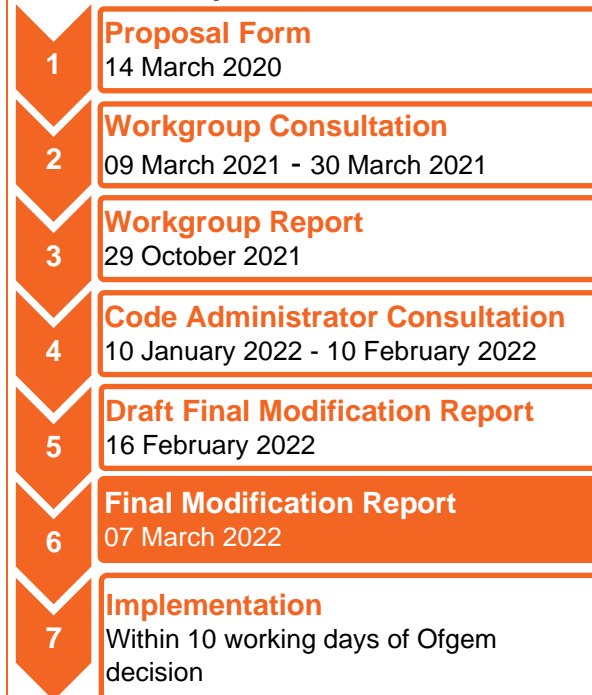 1
Proposal Form
14 March 2020
2
Workgroup Consultation
09 March 2021 - 30 March 2021
3
Workgroup Report
29 October 2021
4
Code Administrator Consultation
10 January 2022 - 10 February 2022
5
Draft Final Modification Report
16 February 2022
6
Final Modification Report
07 March 2022
7
Implementation
Within 10 working days of Ofgem
decision